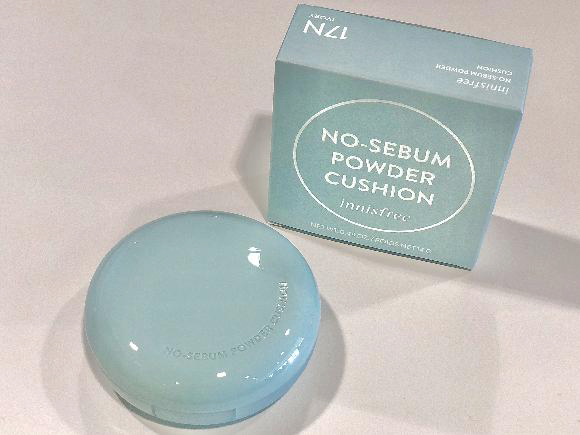 17N
IVORY
innisfree
NO-SEBUM POWDER
CUSHION
NO-SEBUM
POWDER
CUSHION
innisfree
NO-SEBUM POWDER CUSHION